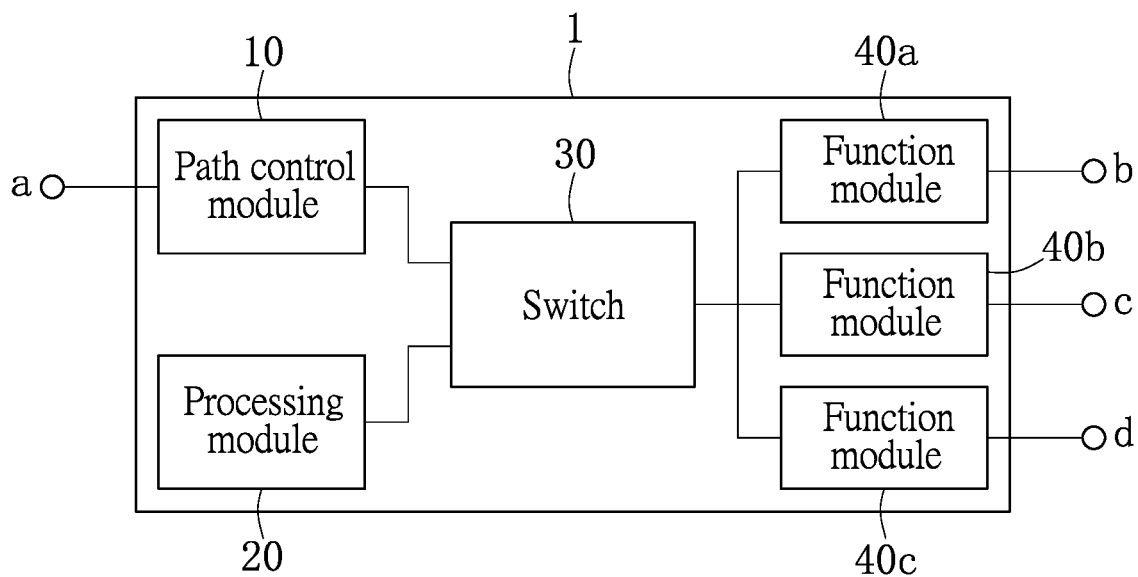 1
10
40a
Path control
module
a
30
Function
module
b
40b
Switch
Function
module
c
Processing
module
Function
module
d
20
40c